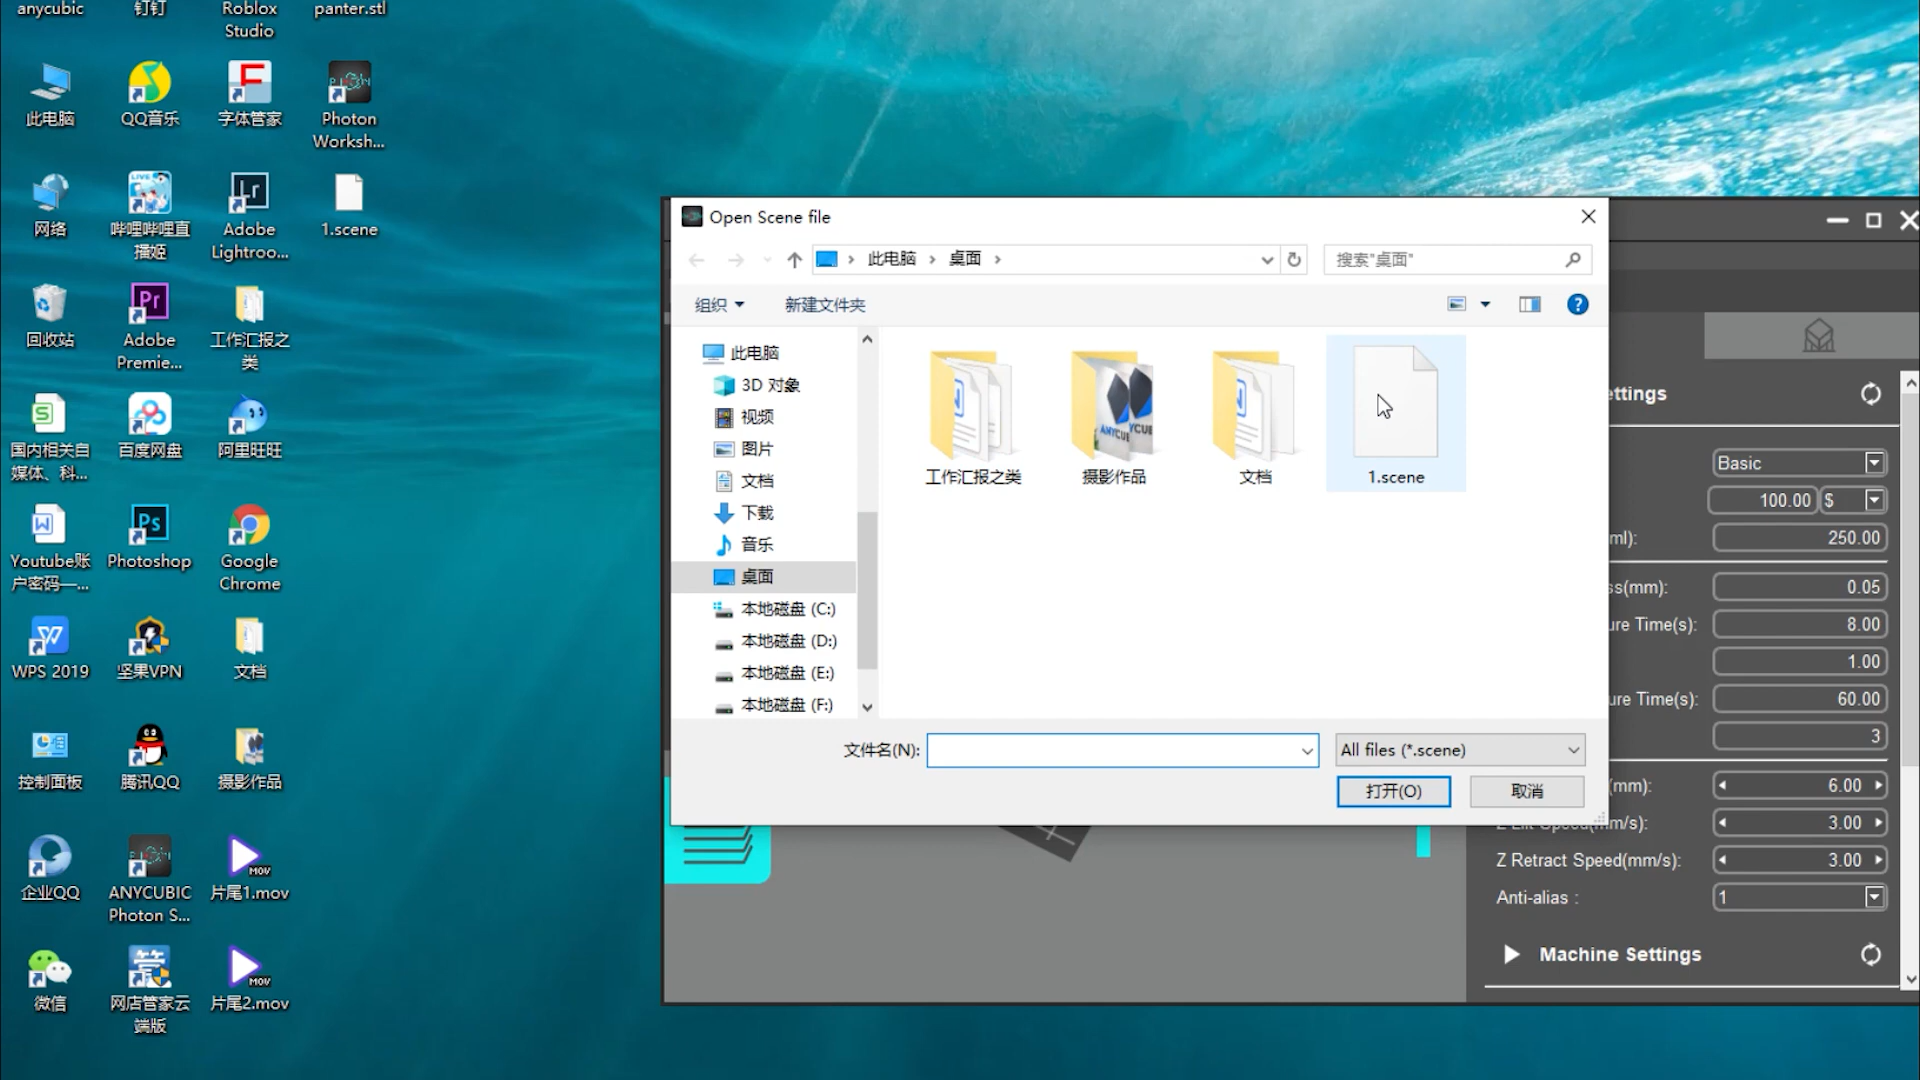 anycubic
钉钉
Roblox
Studio
panter.stl
此电脑
QQ音乐
字体管家
Photon
Worksh...
网络
哔哩哔哩直
播姬
Adobe
Lightroo...
1.scene
回收站
Adobe
Premie...
工作汇报之
类
国内相关自
媒体、科...
百度网盘
阿里旺旺
Youtube账
户密码—...
Photoshop
Google
Chrome
WPS 2019
坚果VPN
文档
控制面板
腾讯QQ
摄影作品
企业QQ
ANYCUBIC
Photon S...
MOV
片尾1.mov
微信
网店管家云
端版
MOV
片尾2.mov
Open Scene file
此电脑
桌面
搜索"桌面"
组织
新建文件夹
此电脑
3D 对象
视频
图片
文档
下载
音乐
桌面
本地磁盘 (C:)
本地磁盘 (D:)
本地磁盘 (E:)
本地磁盘 (F:)
工作汇报之类
摄影作品
文档
1.scene
文件名(N):
All files (*.scene)
打开(O)
取消
ettings
Basic
100.00
$
ml):
250.00
ss(mm):
0.05
ure Time(s):
8.00
1.00
ure Time(s):
60.00
3
(mm):
6.00
Z Lift Speed(mm/s):
3.00
Z Retract Speed(mm/s):
3.00
Anti-alias :
1
Machine Settings